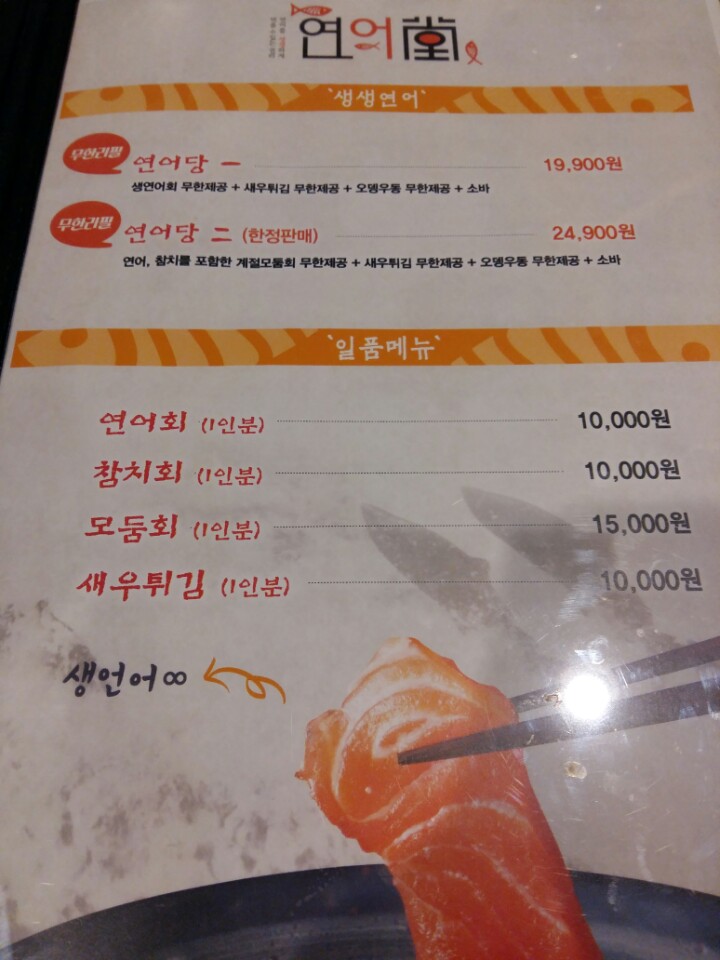 연어堂
'생생연어'
무한리필
연어당 一 19,900원
생연어회 무한제공 + 새우튀김 무한제공 + 오뎅우동 무한제공 + 소바
무한리필
연어당 二 (한정판매) 24,900원
연어, 참치를 포함한 계절모둠회 무한제공 + 새우튀김 무한제공 + 오뎅우동 무한제공 + 소바
'일품메뉴'
연어회 (1인분) 10,000원
참치회 (1인분) 10,000원
모둠회 (1인분) 15,000원
새우튀김 (1인분) 10,000원
생언어∞